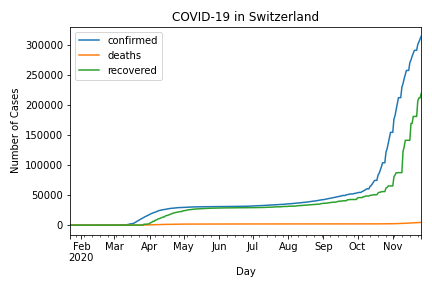 COVID-19 in Switzerland
confirmed
deaths
recovered
Number of Cases
300000
250000
200000
150000
100000
50000
0
Feb Mar Apr May Jun Jul Aug Sep Oct Nov
2020
Day